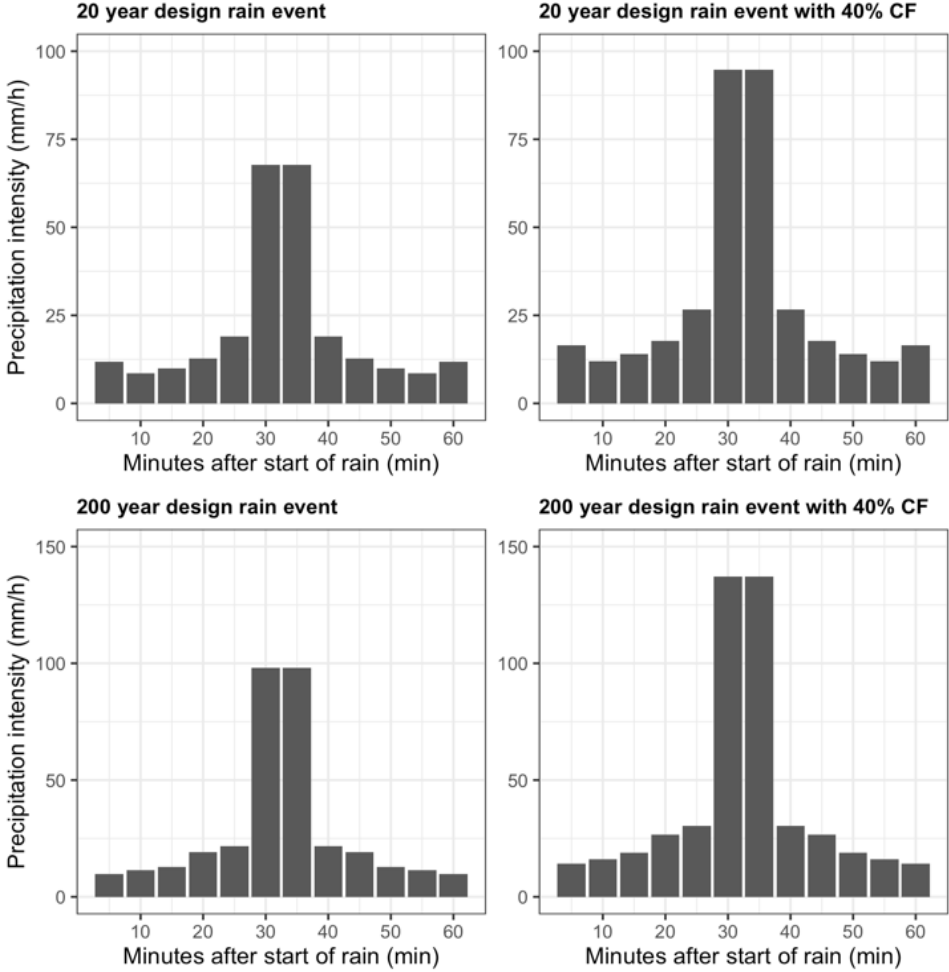 20 year design rain event
20 year design rain event with 40% CF
Precipitation intensity (mm/h)
100
75
50
25
0
10 20 30 40 50 60
Minutes after start of rain (min)
100
75
50
25
0
10 20 30 40 50 60
Minutes after start of rain (min)
200 year design rain event
200 year design rain event with 40% CF
Precipitation intensity (mm/h)
150
100
50
0
10 20 30 40 50 60
Minutes after start of rain (min)
150
100
50
0
10 20 30 40 50 60
Minutes after start of rain (min)